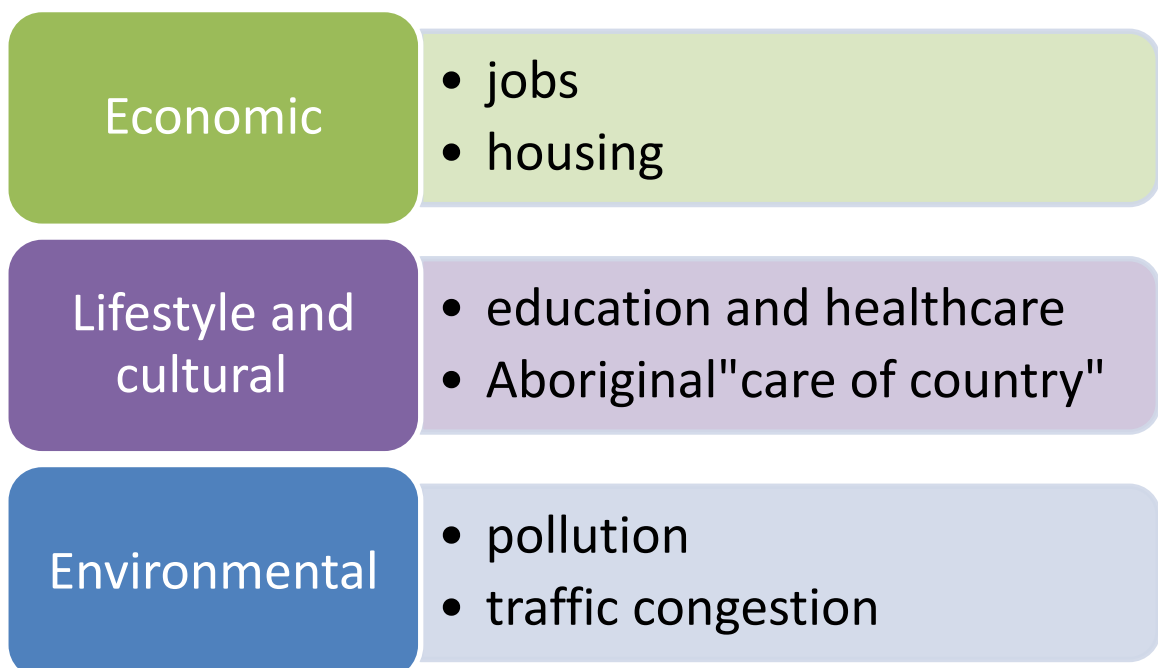 Economic
• jobs
• housing
Lifestyle and
cultural
• education and healthcare
• Aboriginal"care of country"
Environmental
• pollution
• traffic congestion